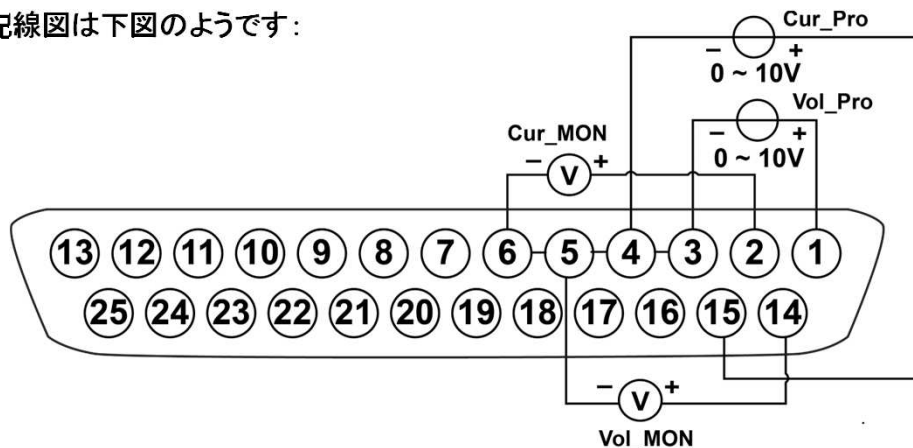 線図は下図のようです:
Cur_Pro
− +
0 ~ 10V
Vol_Pro
− +
0 ~ 10V
Cur_MON
− V +
13 12 11 10 9 8 7 6 5 4 3 2 1
25 24 23 22 21 20 19 18 17 16 15 14
− V +
Vol_MON